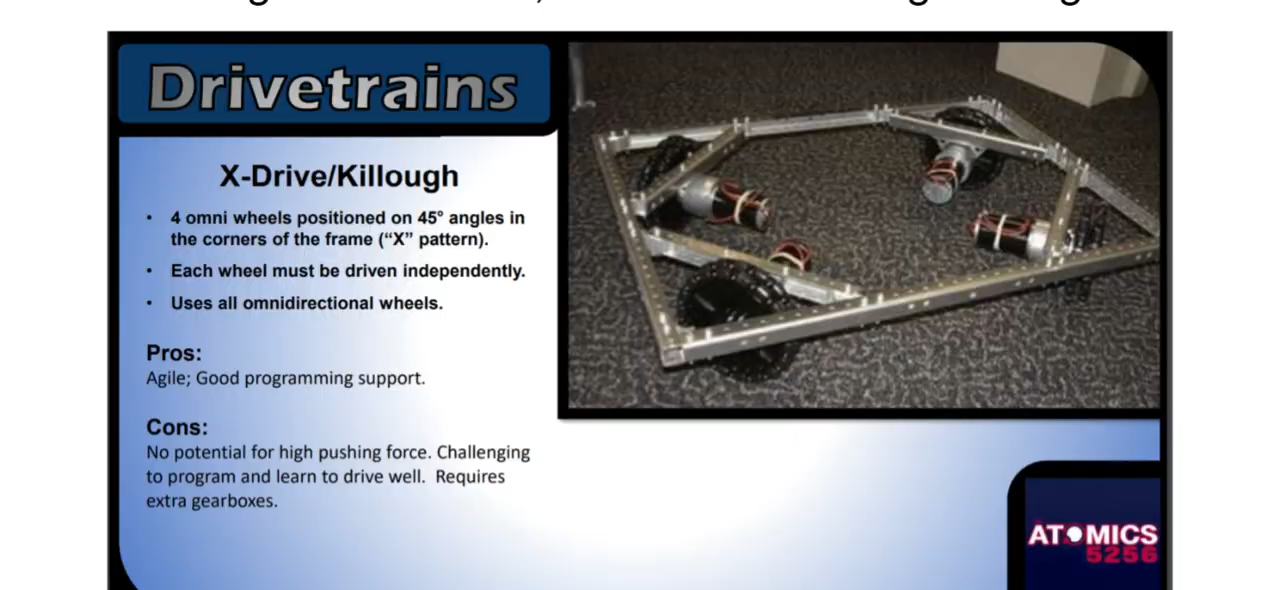 Drivetrains
X-Drive/Killough
• 4 omni wheels positioned on 45° angles in
the corners of the frame (“X” pattern).
• Each wheel must be driven independently.
• Uses all omnidirectional wheels.
Pros:
Agile; Good programming support.
Cons:
No potential for high pushing force. Challenging
to program and learn to drive well. Requires
extra gearboxes.
ATOMICS
5256